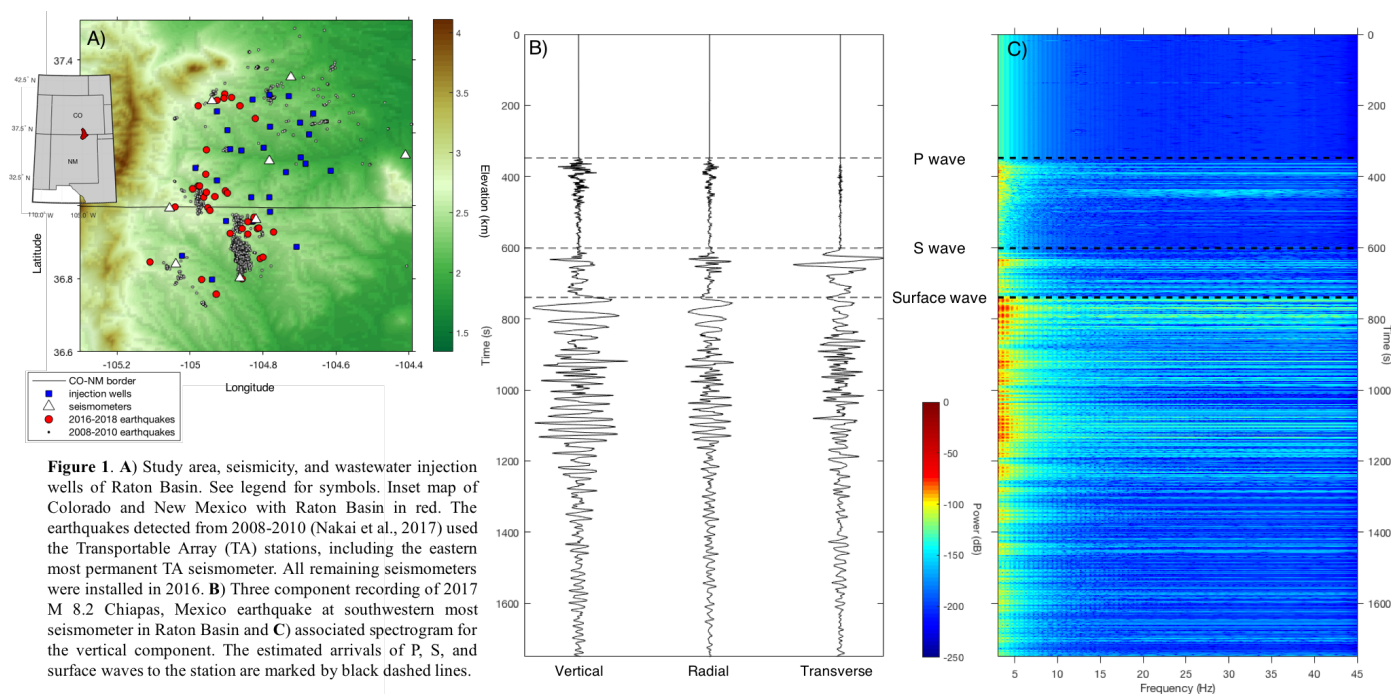 A)
37.4
36.8
36.6
Latitude
-105.2
-105
-104.8
-104.6
-104.4
Longitude
42.5° N
37.5° N
32.5° N
110.0° W
105.0° W
CO
NM
4
3.5
3
2.5
2
1.5
Elevation (km)
CO-NM border
injection wells
seismometers
2016-2018 earthquakes
2008-2010 earthquakes
Figure 1. A) Study area, seismicity, and wastewater injection
wells of Raton Basin. See legend for symbols. Inset map of
Colorado and New Mexico with Raton Basin in red. The
earthquakes detected from 2008-2010 (Nakai et al., 2017) used
the Transportable Array (TA) stations, including the eastern
most permanent TA seismometer. All remaining seismometers
were installed in 2016. B) Three component recording of 2017
M 8.2 Chiapas, Mexico earthquake at southwestern most
seismometer in Raton Basin and C) associated spectrogram for
the vertical component. The estimated arrivals of P, S, and
surface waves to the station are marked by black dashed lines.
B)
0
200
400
600
800
1000
1200
1400
1600
Time (s)
Vertical
Radial
Transverse
P wave
S wave
Surface wave
0
-50
-100
-150
-200
-250
Power (dB)
C)
0
200
400
600
800
1000
1200
1400
1600
Time (s)
5
10
15
20
25
30
35
40
45
Frequency (Hz)